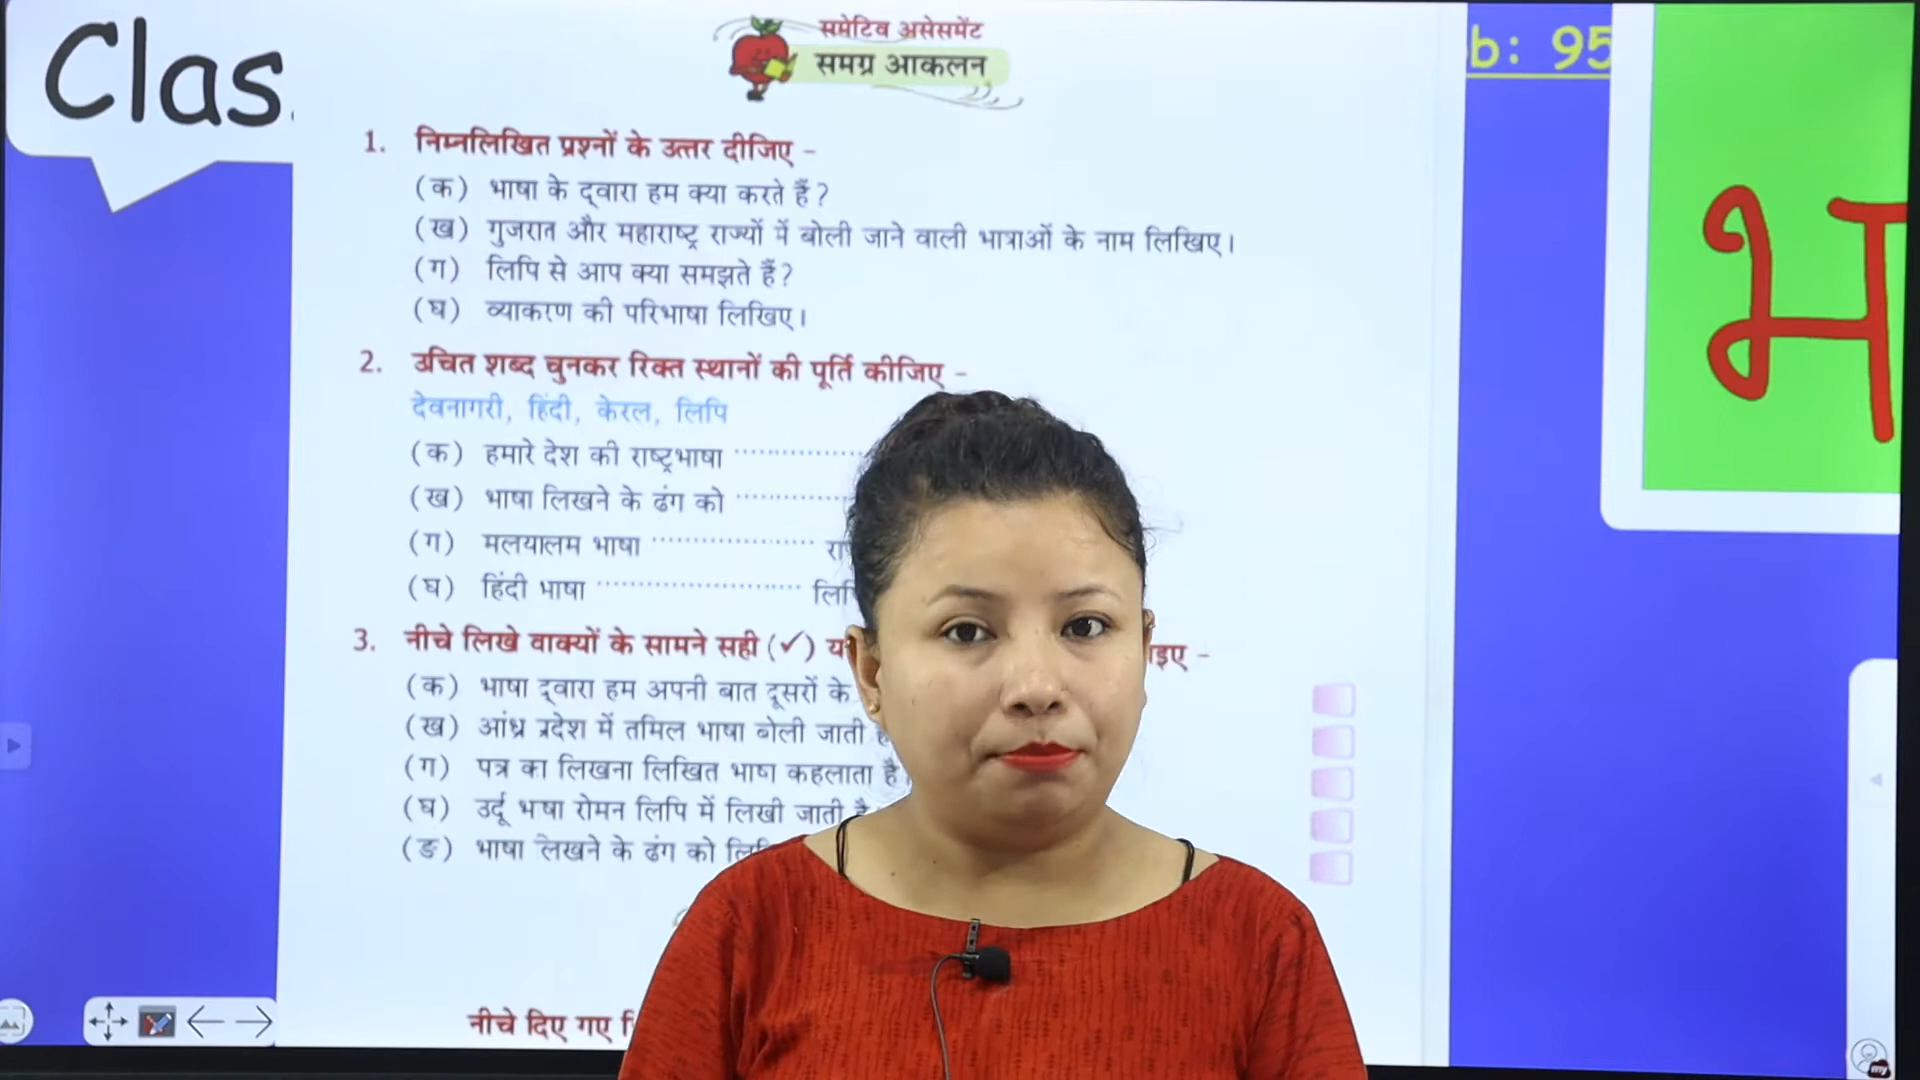 Clas
समेटिव असेसमेंट
समग्र आकलन
b: 95
भ
1. निम्नलिखित प्रश्नों के उत्तर दीजिए -
(क) भाषा के द्वारा हम क्या करते हैं?
(ख) गुजरात और महाराष्ट्र राज्यों में बोली जाने वाली भाषाओं के नाम लिखिए।
(ग) लिपि से आप क्या समझते हैं?
(घ) व्याकरण की परिभाषा लिखिए।
2. उचित शब्द चुनकर रिक्त स्थानों की पूर्ति कीजिए -
देवनागरी, हिंदी, केरल, लिपि
(क) हमारे देश की राष्ट्रभाषा ..................
(ख) भाषा लिखने के ढंग को ..................
(ग) मलयालम भाषा ......................
(घ) हिंदी भाषा ............................
3. नीचे लिखे वाक्यों के सामने सही (✓)
(क) भाषा द्वारा हम अपनी बात दूसरों के
(ख) आंध्र प्रदेश में तमिल भाषा बोली जाती
(ग) पत्र का लिखना लिखित भाषा कहलाता है
(घ) उर्दू भाषा रोमन लिपि में लिखी जाती है
(ङ) भाषा लिखने के ढंग को
नीचे दिए गए